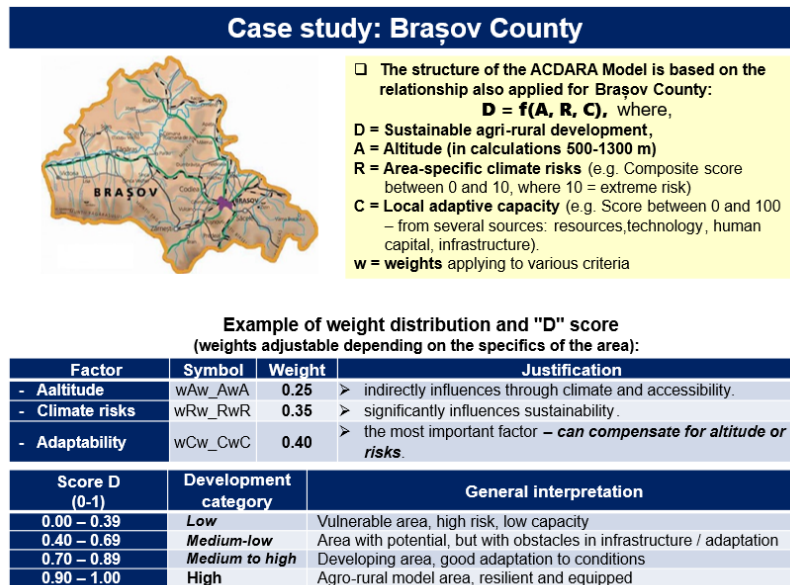 Case study: Brașov County
❑ The structure of the ACDARA Model is based on the
relationship also applied for Brașov County:
D = f(A, R, C), where,
D = Sustainable agri-rural development,
A = Altitude (in calculations 500-1300 m)
R = Area-specific climate risks (e.g. Composite score
between 0 and 10, where 10 = extreme risk)
C = Local adaptive capacity (e.g. Score between 0 and 100
– from several sources: resources,technology, human
capital, infrastructure).
w = weights applying to various criteria
Victoria
BRAȘOV
Codlea
BRAȘOV
Zărnești
Example of weight distribution and "D" score
(weights adjustable depending on the specifics of the area):
Factor Symbol Weight Justification
- Aaltitude wAw_AwA 0.25 ➢ indirectly influences through climate and accessibility.
- Climate risks wRw_RwR 0.35 ➢ significantly influences sustainability.
- Adaptability wCw_CwC 0.40 ➢ the most important factor – can compensate for altitude or
risks.
Score D Development General interpretation
(0-1) category
0.00 – 0.39 Low Vulnerable area, high risk, low capacity
0.40 – 0.69 Medium-low Area with potential, but with obstacles in infrastructure / adaptation
0.70 – 0.89 Medium to high Developing area, good adaptation to conditions
0.90 – 1.00 High Agro-rural model area, resilient and equipped